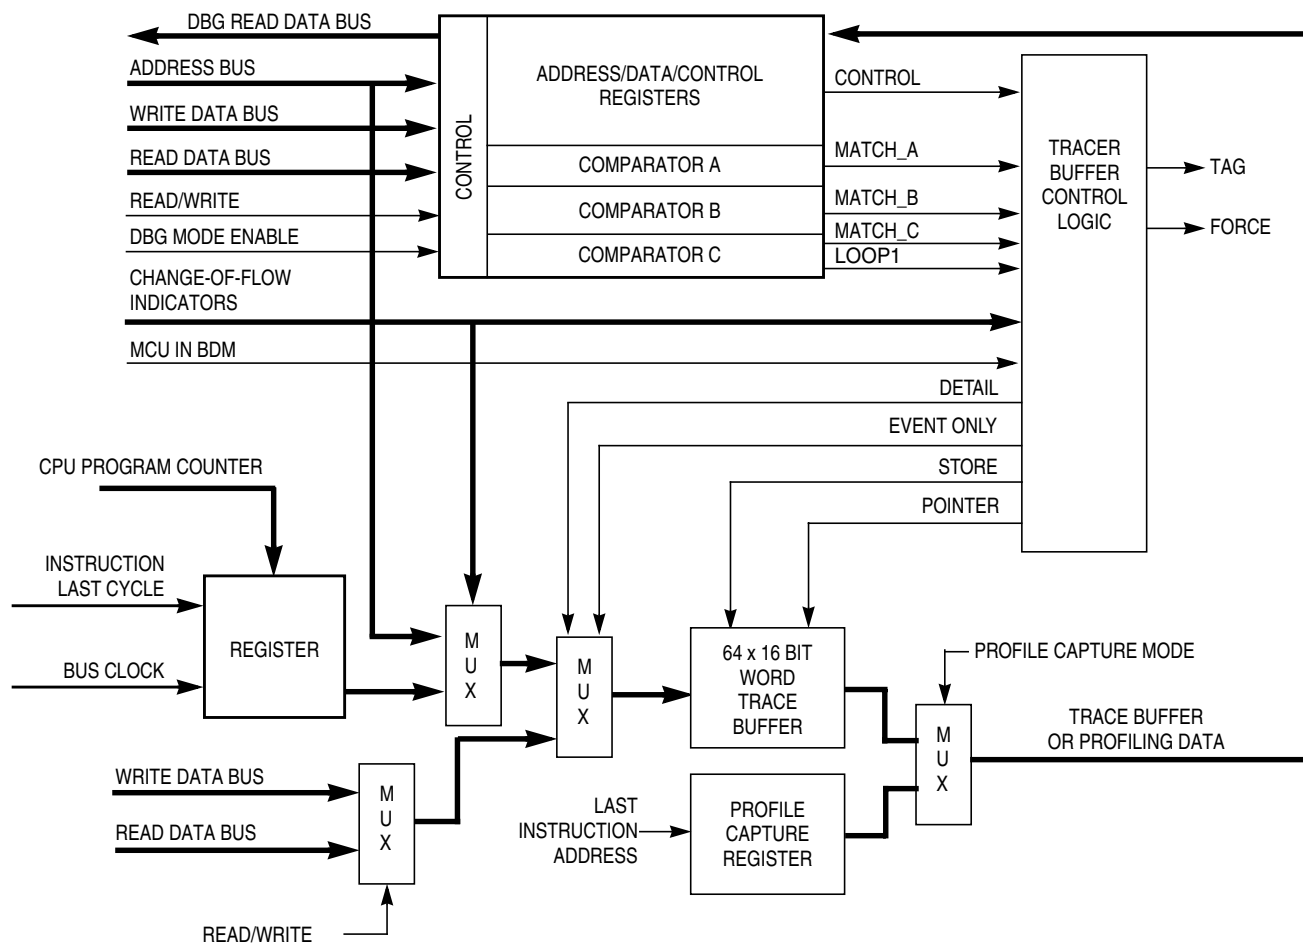 DBG READ DATA BUS
ADDRESS BUS
WRITE DATA BUS
READ DATA BUS
READ/WRITE
DBG MODE ENABLE
CHANGE-OF-FLOW
INDICATORS
MCU IN BDM
CONTROL
ADDRESS/DATA/CONTROL
REGISTERS
COMPARATOR A
COMPARATOR B
COMPARATOR C
CONTROL
MATCH_A
MATCH_B
MATCH_C
LOOP1
TRACER
BUFFER
CONTROL
LOGIC
TAG
FORCE
DETAIL
EVENT ONLY
STORE
POINTER
CPU PROGRAM COUNTER
INSTRUCTION
LAST CYCLE
BUS CLOCK
REGISTER
M
U
X
M
U
X
64 x 16 BIT
WORD
TRACE
BUFFER
PROFILE CAPTURE MODE
M
U
X
TRACE BUFFER
OR PROFILING DATA
WRITE DATA BUS
READ DATA BUS
M
U
X
READ/WRITE
LAST
INSTRUCTION
ADDRESS
PROFILE
CAPTURE
REGISTER